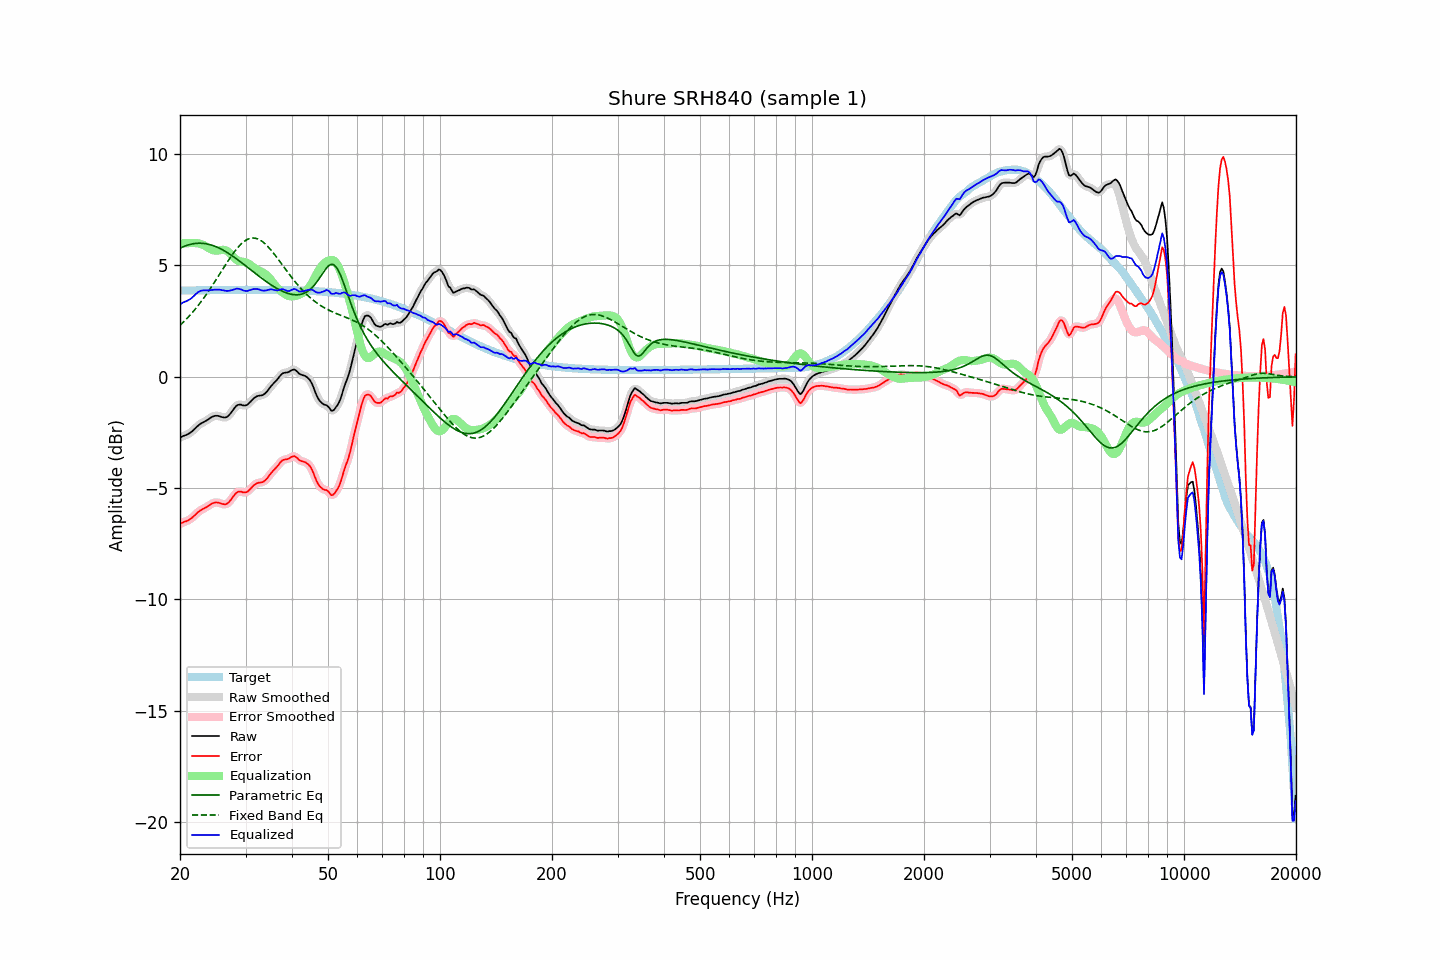 Shure SRH840 (sample 1)
Amplitude (dBr)
10
5
0
−5
−10
−15
−20
Target
Raw Smoothed
Error Smoothed
Raw
Error
Equalization
Parametric Eq
Fixed Band Eq
Equalized
20 50 100 200 500 1000 2000 5000 10000 20000
Frequency (Hz)